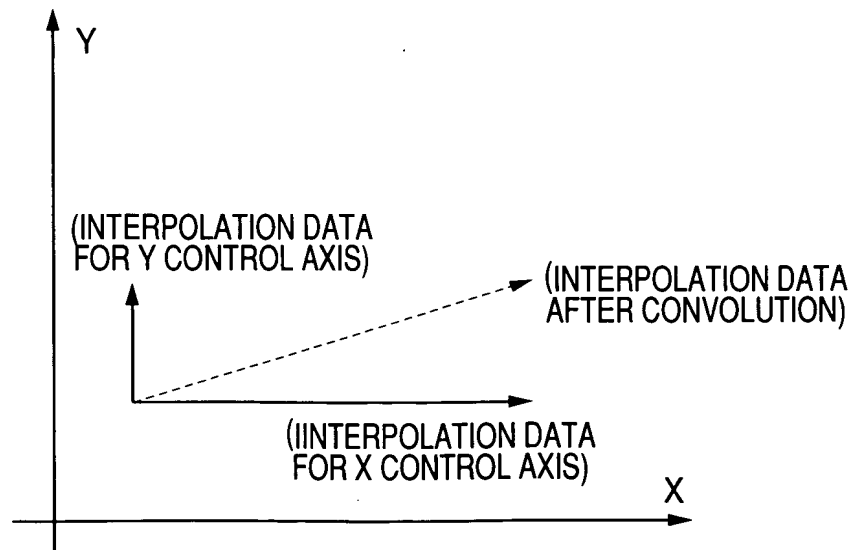 Y
(INTERPOLATION DATA
FOR Y CONTROL AXIS)
(INTERPOLATION DATA
AFTER CONVOLUTION)
(IINTERPOLATION DATA
FOR X CONTROL AXIS)
X